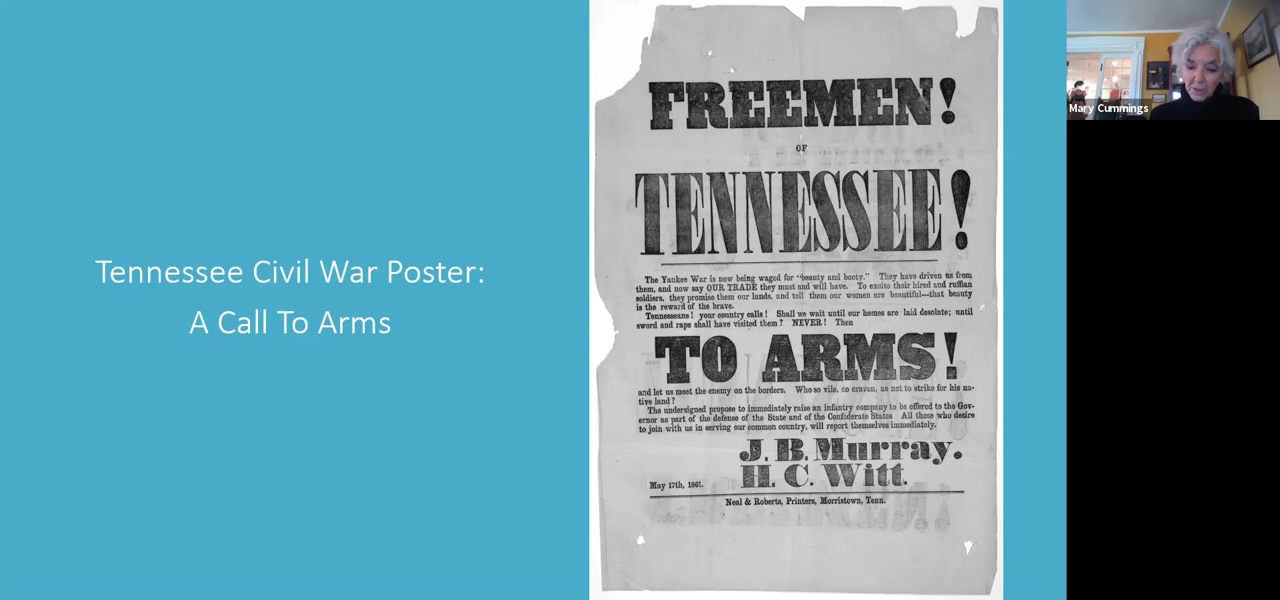 Tennessee Civil War Poster:
A Call To Arms
FREEMEN!
OF
TENNESSEE!
The Yankee War is now being waged for "beauty and booty." They have driven us from
them, and now say OUR TRADE they must and will have. To excite their hired and ruffian
soldiers, they promise them our lands, and tell them our women are beautiful---that beauty
is the reward of the brave.
Tennesseans! your country calls! Shall we wait until our homes are laid desolate; until
sword and rape shall have visited them? NEVER! Then
TO ARMS!
and let us meet the enemy on the borders. Who so vile, so craven, as not to strike for his na-
tive land?
The undersigned propose to immediately raise an infantry company to be offered to the Gov-
ernor as part of the defense of the State and of the Confederate States All those who desire
to join with us in serving our common country, will report themselves immediately.
J. B. Murray.
H. C. Witt.
May 17th, 1861.
Neal & Roberts, Printers, Morristown, Tenn.
Mary Cummings